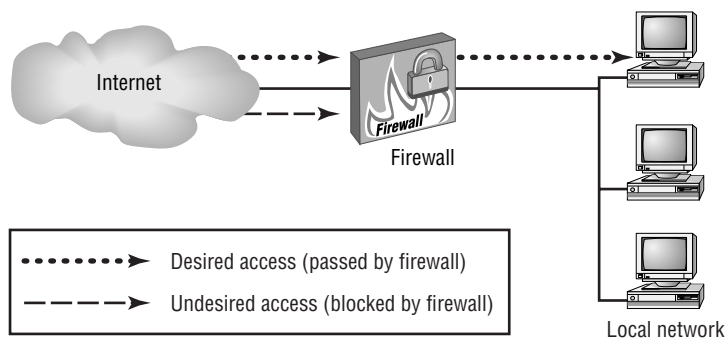 Internet
Firewall
Firewall
Desired access (passed by firewall)
Undesired access (blocked by firewall)
Local network